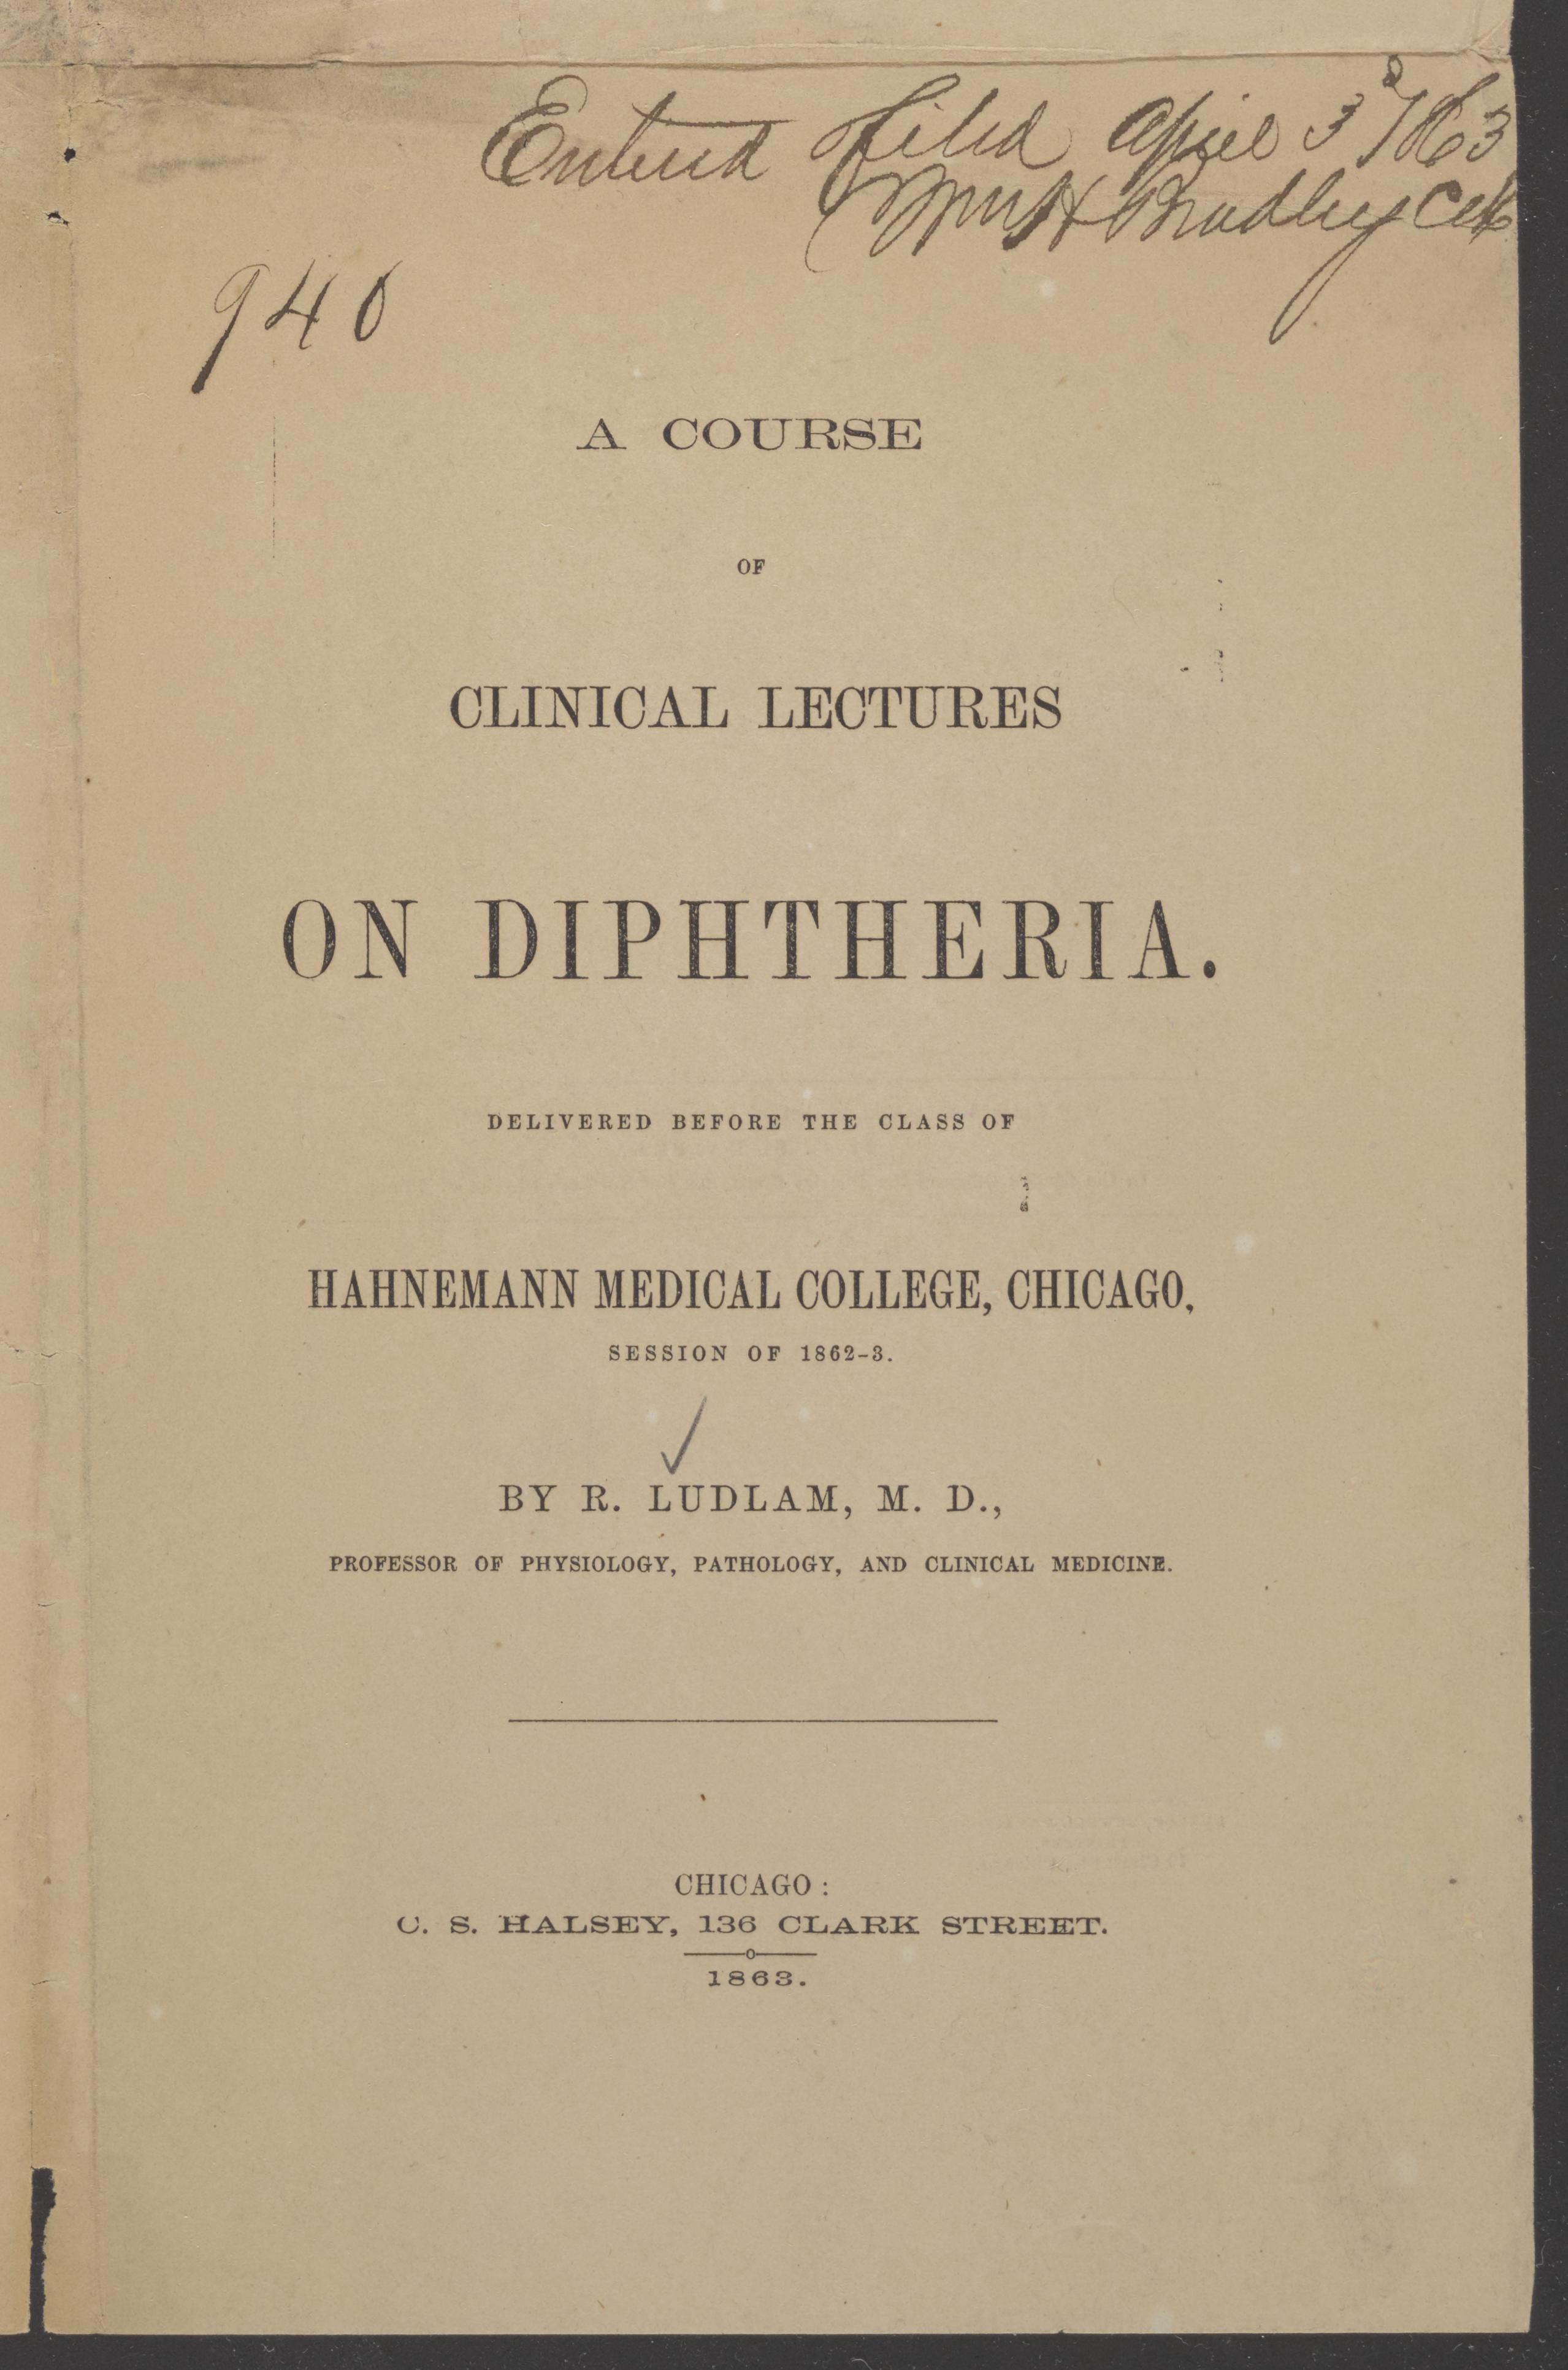 Entered & filed April 3d 1863
Wm H Bradley Clk
940
A COURSE
OF
CLINICAL LECTURES
ON DIPHTHERIA.
DELIVERED BEFORE THE CLASS OF
HAHNEMANN MEDICAL COLLEGE, CHICAGO,
SESSION OF 1862-3.
BY R. LUDLAM, M. D.,
PROFESSOR OF PHYSIOLOGY, PATHOLOGY, AND CLINICAL MEDICINE.
CHICAGO:
C. S. HALSEY, 136 CLARK STREET.
1863.